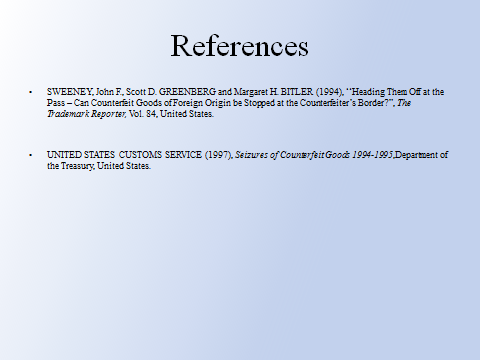 References
• SWEENEY, John F., Scott D. GREENBERG and Margaret H. BITLER (1994), “Heading Them Off at the
Pass – Can Counterfeit Goods of Foreign Origin be Stopped at the Counterfeiter’s Border?”, The
Trademark Reporter, Vol. 84, United States.
• UNITED STATES CUSTOMS SERVICE (1997), Seizures of Counterfeit Goods 1994-1995,Department of
the Treasury, United States.